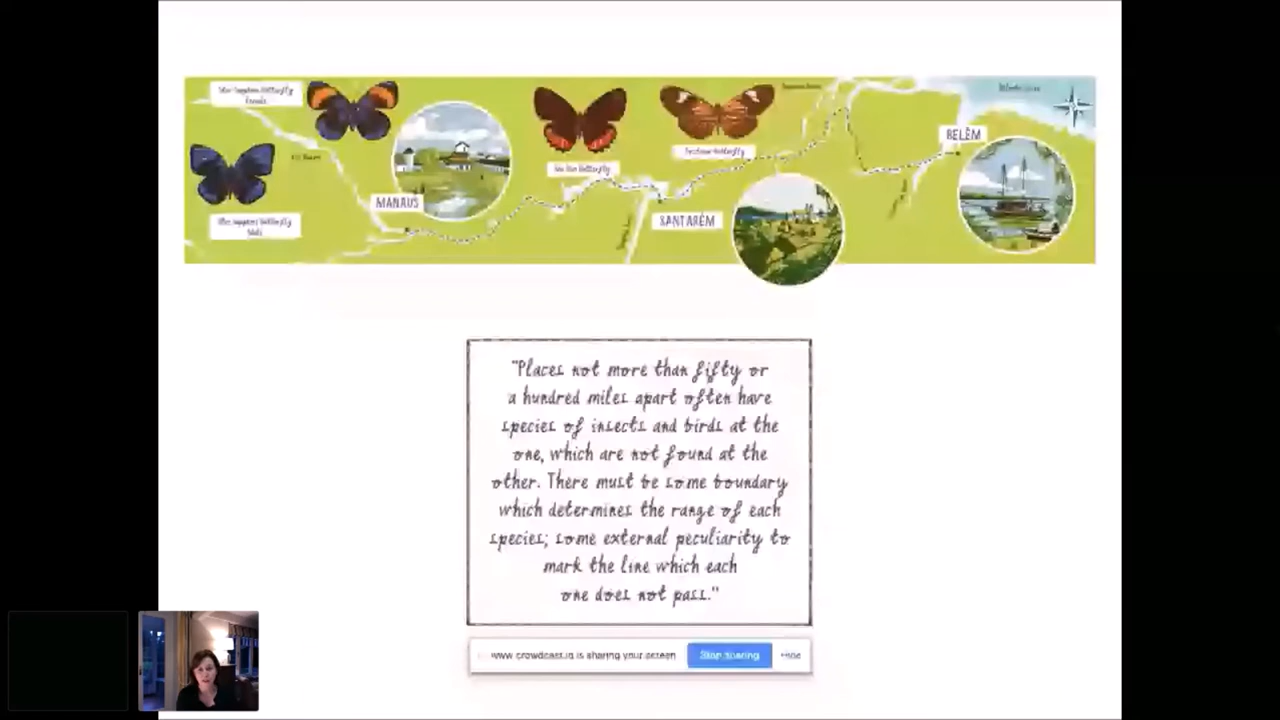 Butterfly
MANAUS
Butterfly
Butterfly
SANTARÉM
BELÉM
"Places not more than fifty or
a hundred miles apart often have
species of insects and birds at the
one, which are not found at the
other. There must be some boundary
which determines the range of each
species; some external peculiarity to
mark the line which each
one does not pass."
www.crowdcast.io is sharing your screen
Stop sharing
Hide